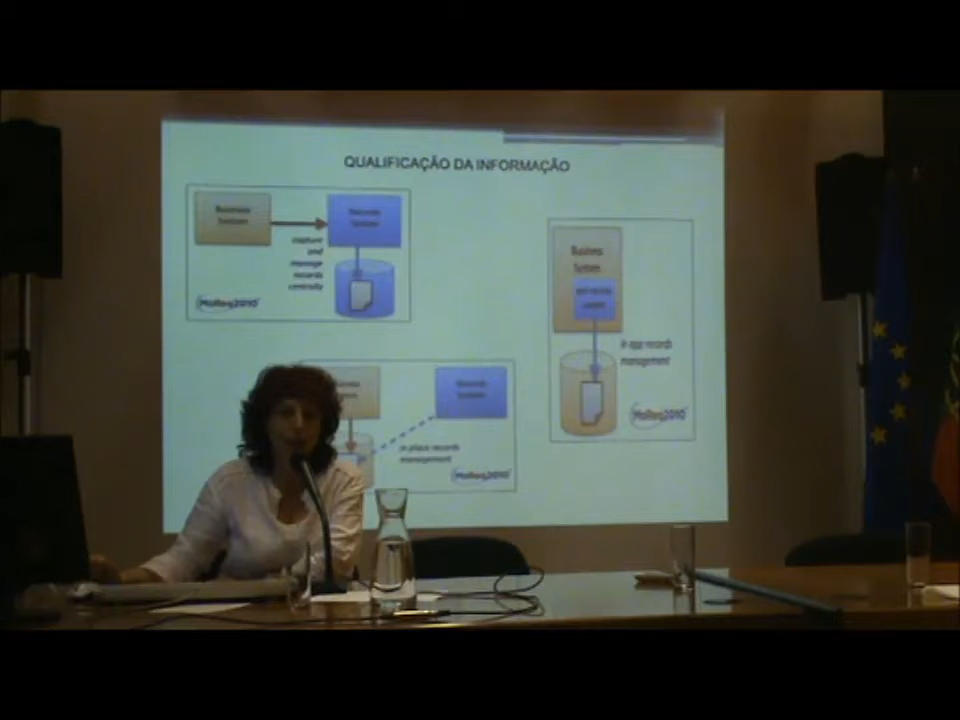 QUALIFICAÇÃO DA INFORMAÇÃO
Business
System
Records
System
capture
and
manage
records
centrally
MoReq2010
Business
System
in app records
management
MoReq2010
Records
System
in place records
management
MoReq2010